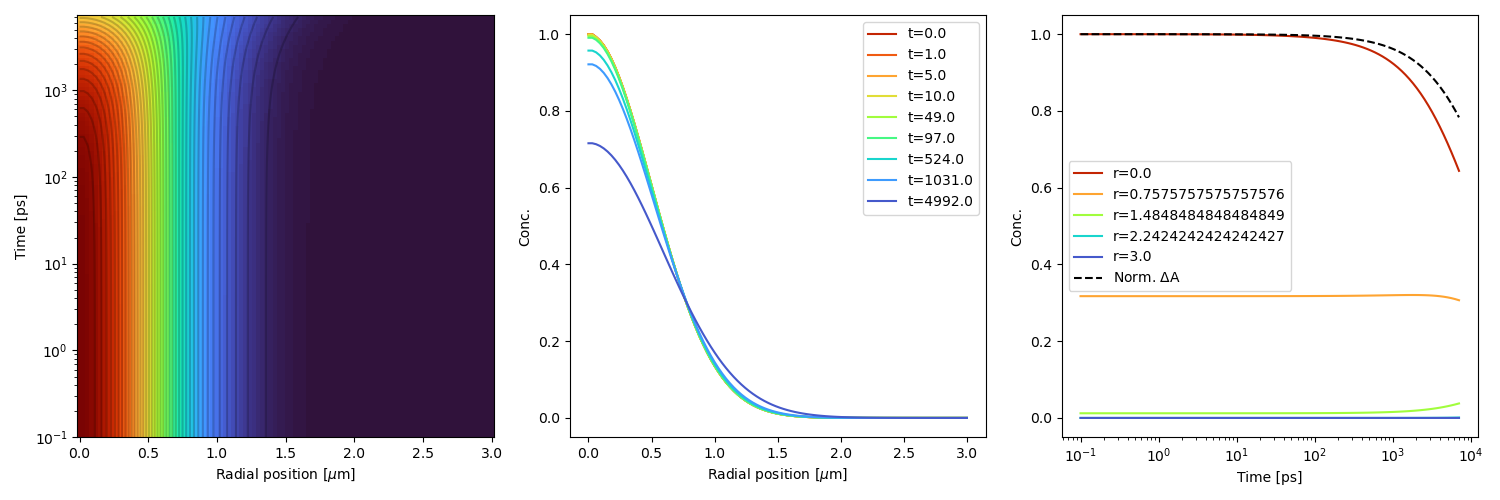 Time [ps]
10³
10²
10¹
10⁰
10⁻¹
0.0 0.5 1.0 1.5 2.0 2.5 3.0
Radial position [μm]
Conc.
1.0
0.8
0.6
0.4
0.2
0.0
t=0.0
t=1.0
t=5.0
t=10.0
t=49.0
t=97.0
t=524.0
t=1031.0
t=4992.0
0.0 0.5 1.0 1.5 2.0 2.5 3.0
Radial position [μm]
Conc.
1.0
0.8
0.6
0.4
0.2
0.0
r=0.0
r=0.7575757575757576
r=1.4848484848484849
r=2.2424242424242427
r=3.0
Norm. ΔA
10⁻¹ 10⁰ 10¹ 10² 10³ 10⁴
Time [ps]